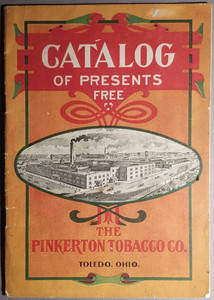 CATALOG
OF PRESENTS
FREE
THE
PINKERTON TOBACCO CO.
TOLEDO, OHIO.